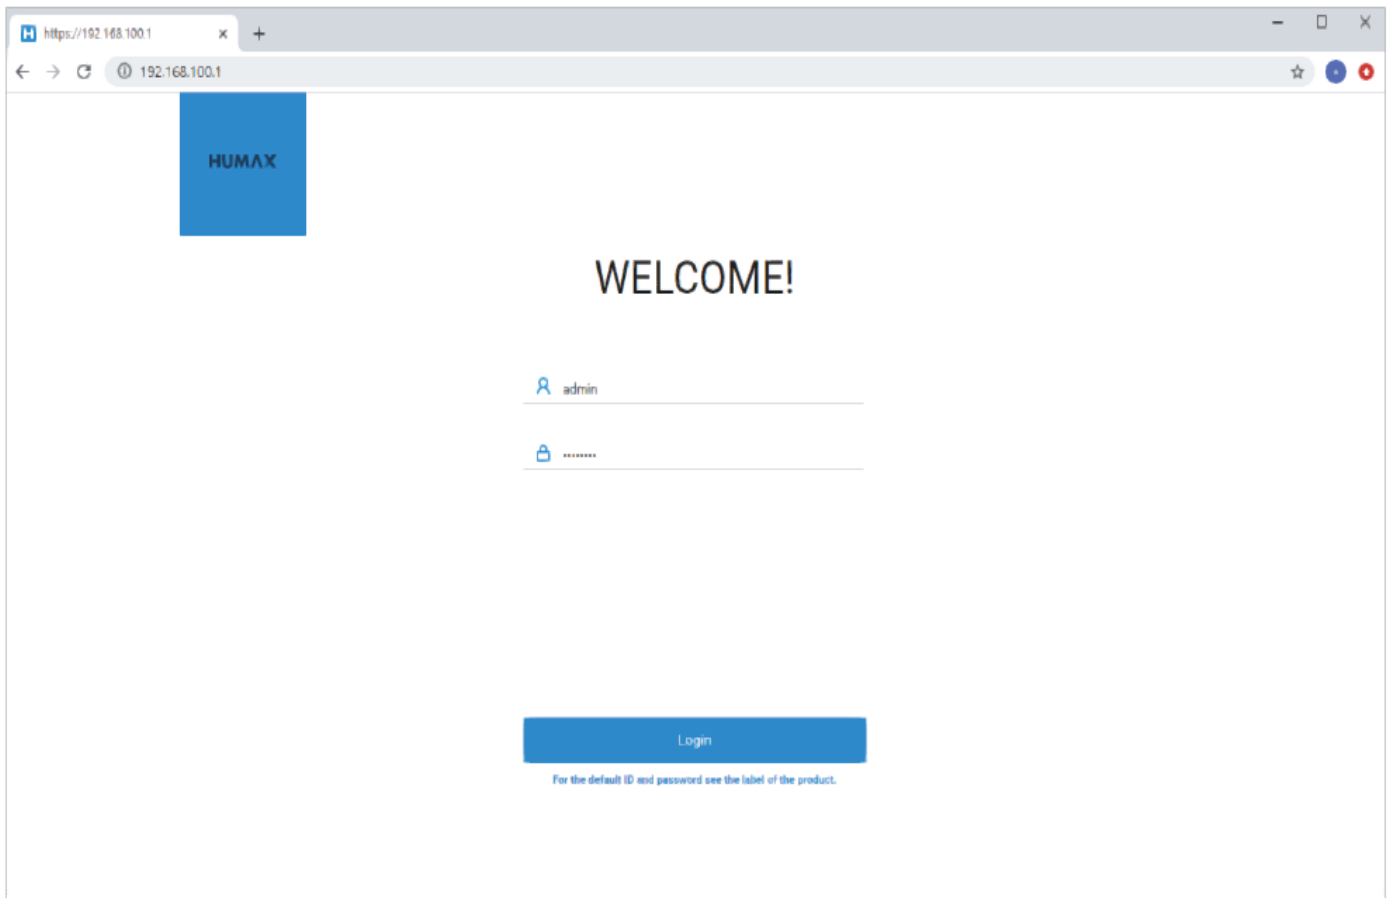 https://192.168.100.1
192.168.100.1
HUMAX
WELCOME!
admin
Login
For the default ID and password see the label of the product.